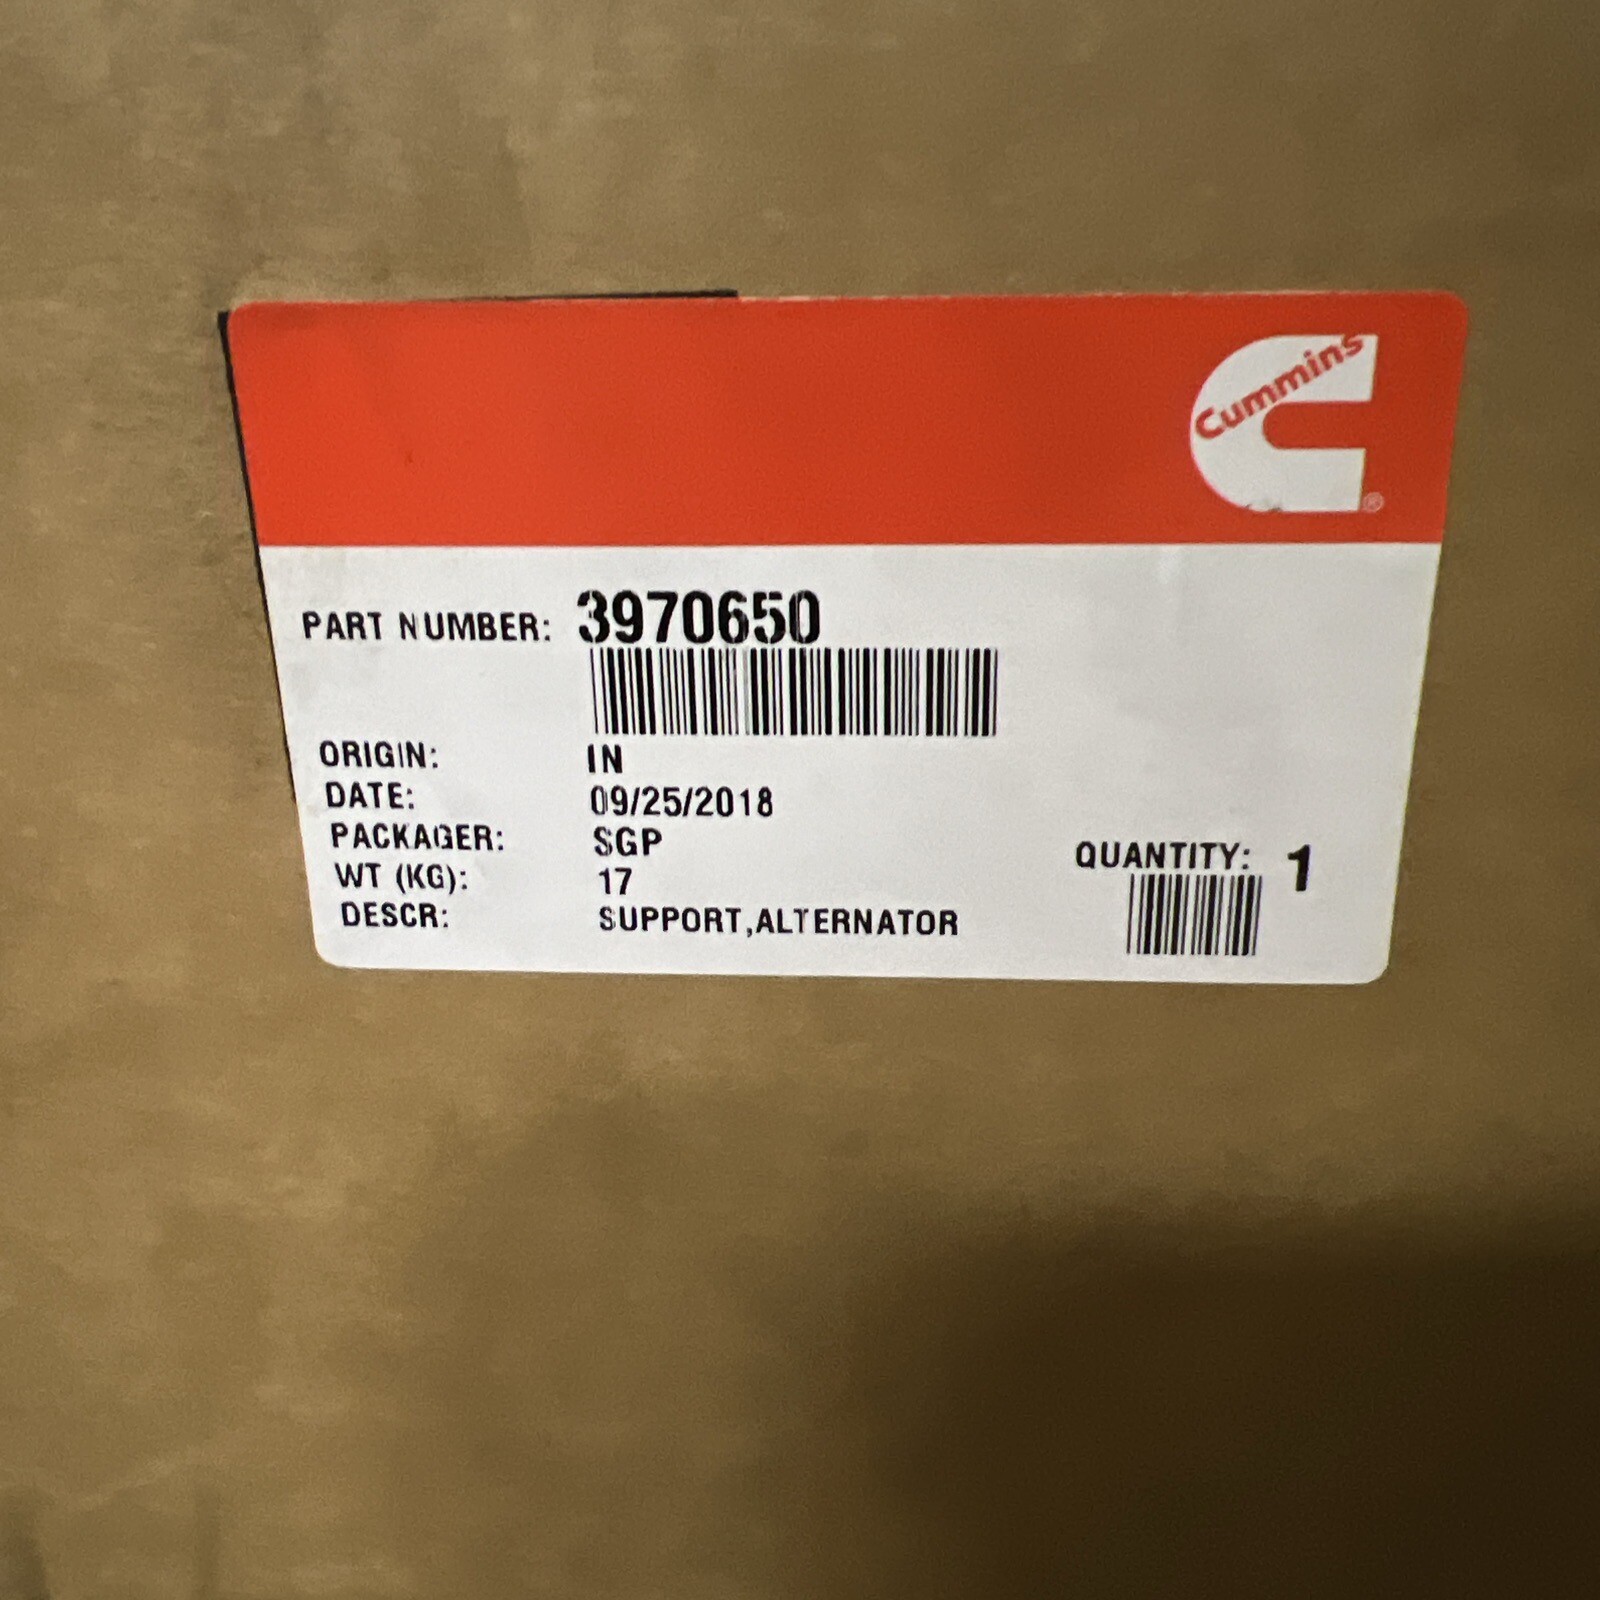 Cummins
®
PART NUMBER: 3970650
ORIGIN: IN
DATE: 09/25/2018
PACKAGER: SGP
WT (KG): 17
DESCR: SUPPORT,ALTERNATOR
QUANTITY: 1